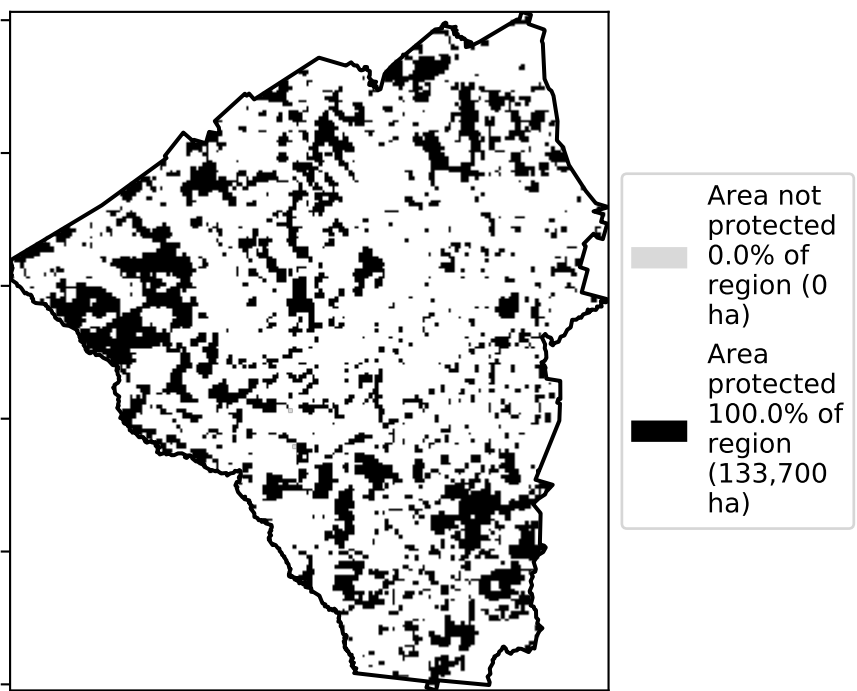 Area not
protected
0.0% of
region (0
ha)
Area
protected
100.0% of
region
(133,700
ha)